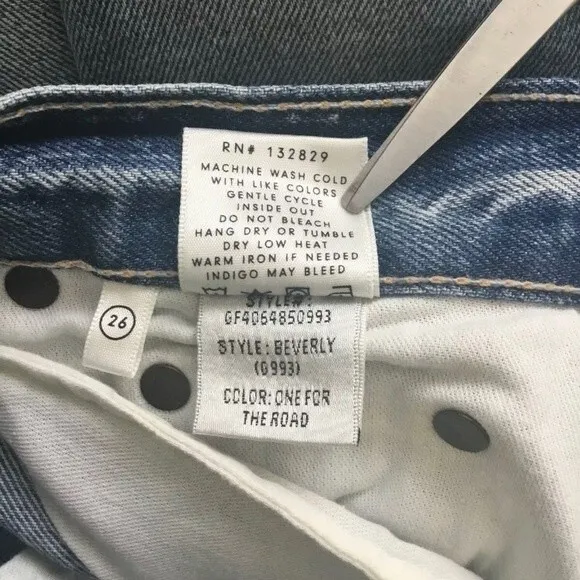 RN# 132829
MACHINE WASH COLD
WITH LIKE COLORS
GENTLE CYCLE
INSIDE OUT
DO NOT BLEACH
HANG DRY OR TUMBLE
DRY LOW HEAT
WARM IRON IF NEEDED
INDIGO MAY BLEED
STYLE#:
GF4064850993
STYLE: BEVERLY
(0993)
COLOR: ONE FOR
THE ROAD
26